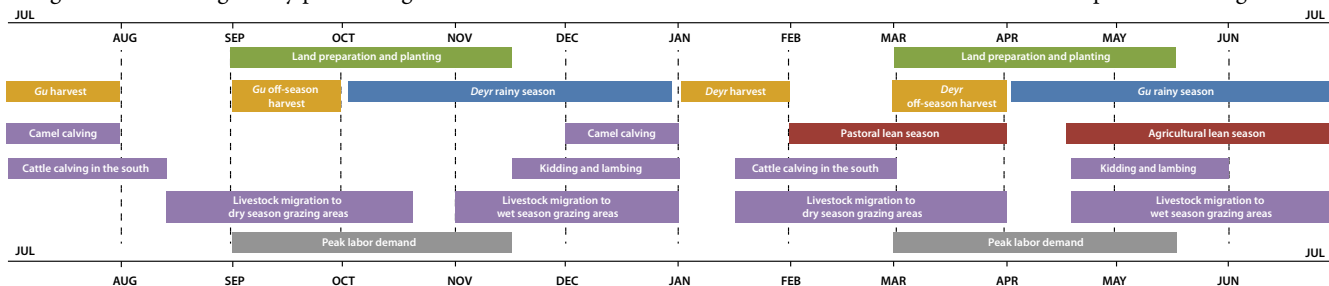 JUL JUL
AUG SEP OCT NOV DEC JAN FEB MAR APR MAY JUN
Land preparation and planting Land preparation and planting
Gu harvest Gu off-season Deyr rainy season Deyr harvest Deyr Gu rainy season
harvest off-season harvest
Camel calving Camel calving Pastoral lean season Agricultural lean season
Cattle calving in the south Kidding and lambing Cattle calving in the south Kidding and lambing
Livestock migration to Livestock migration to Livestock migration to Livestock migration to
dry season grazing areas wet season grazing areas dry season grazing areas wet season grazing areas
Peak labor demand Peak labor demand
JUL JUL
AUG SEP OCT NOV DEC JAN FEB MAR APR MAY JUN